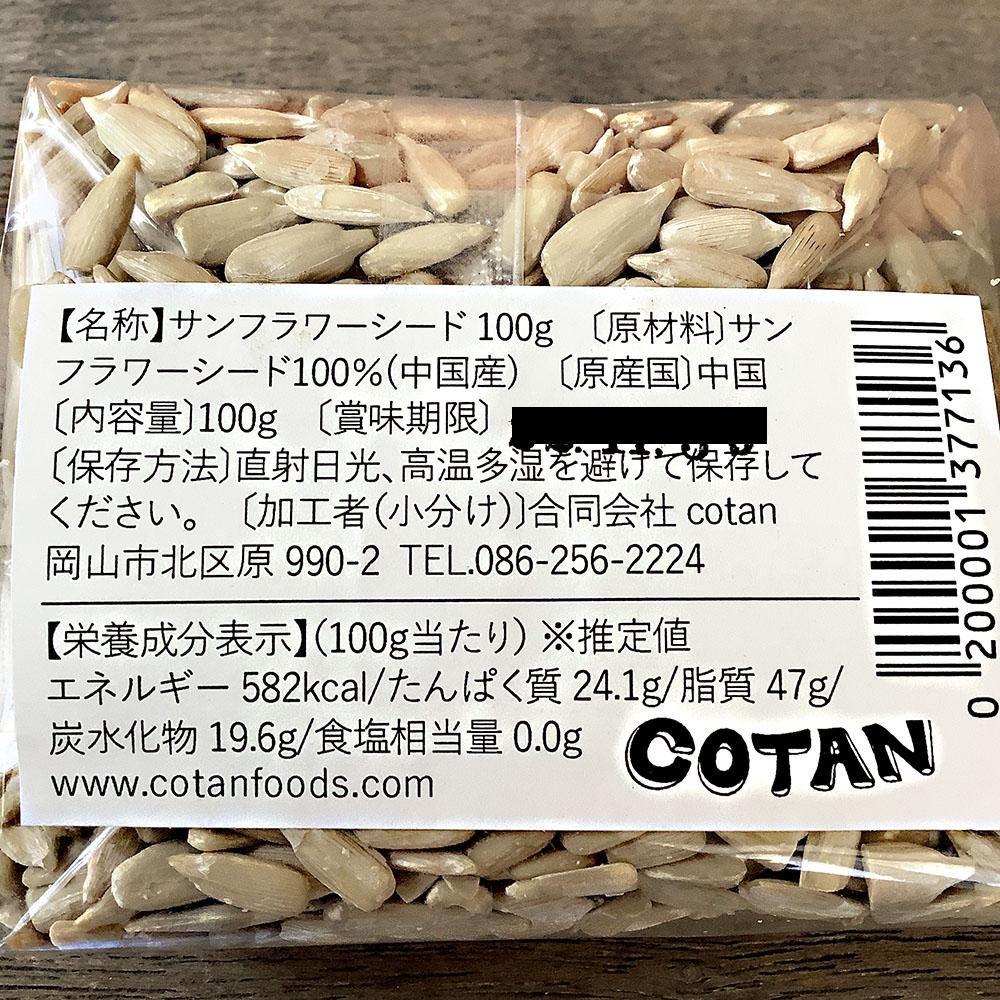 【名称】サンフラワーシード 100g 〔原材料〕サン
フラワーシード100%(中国産) 〔原産国〕中国
〔内容量〕100g 〔賞味期限〕
〔保存方法〕直射日光、高温多湿を避けて保存して
ください。 〔加工者(小分け)〕合同会社 cotan
岡山市北区原 990-2 TEL.086-256-2224
【栄養成分表示】(100g当たり) ※推定値
エネルギー 582kcal/たんぱく質 24.1g/脂質 47g/
炭水化物 19.6g/食塩相当量 0.0g
www.cotanfoods.com
COTAN
0 200001 377136